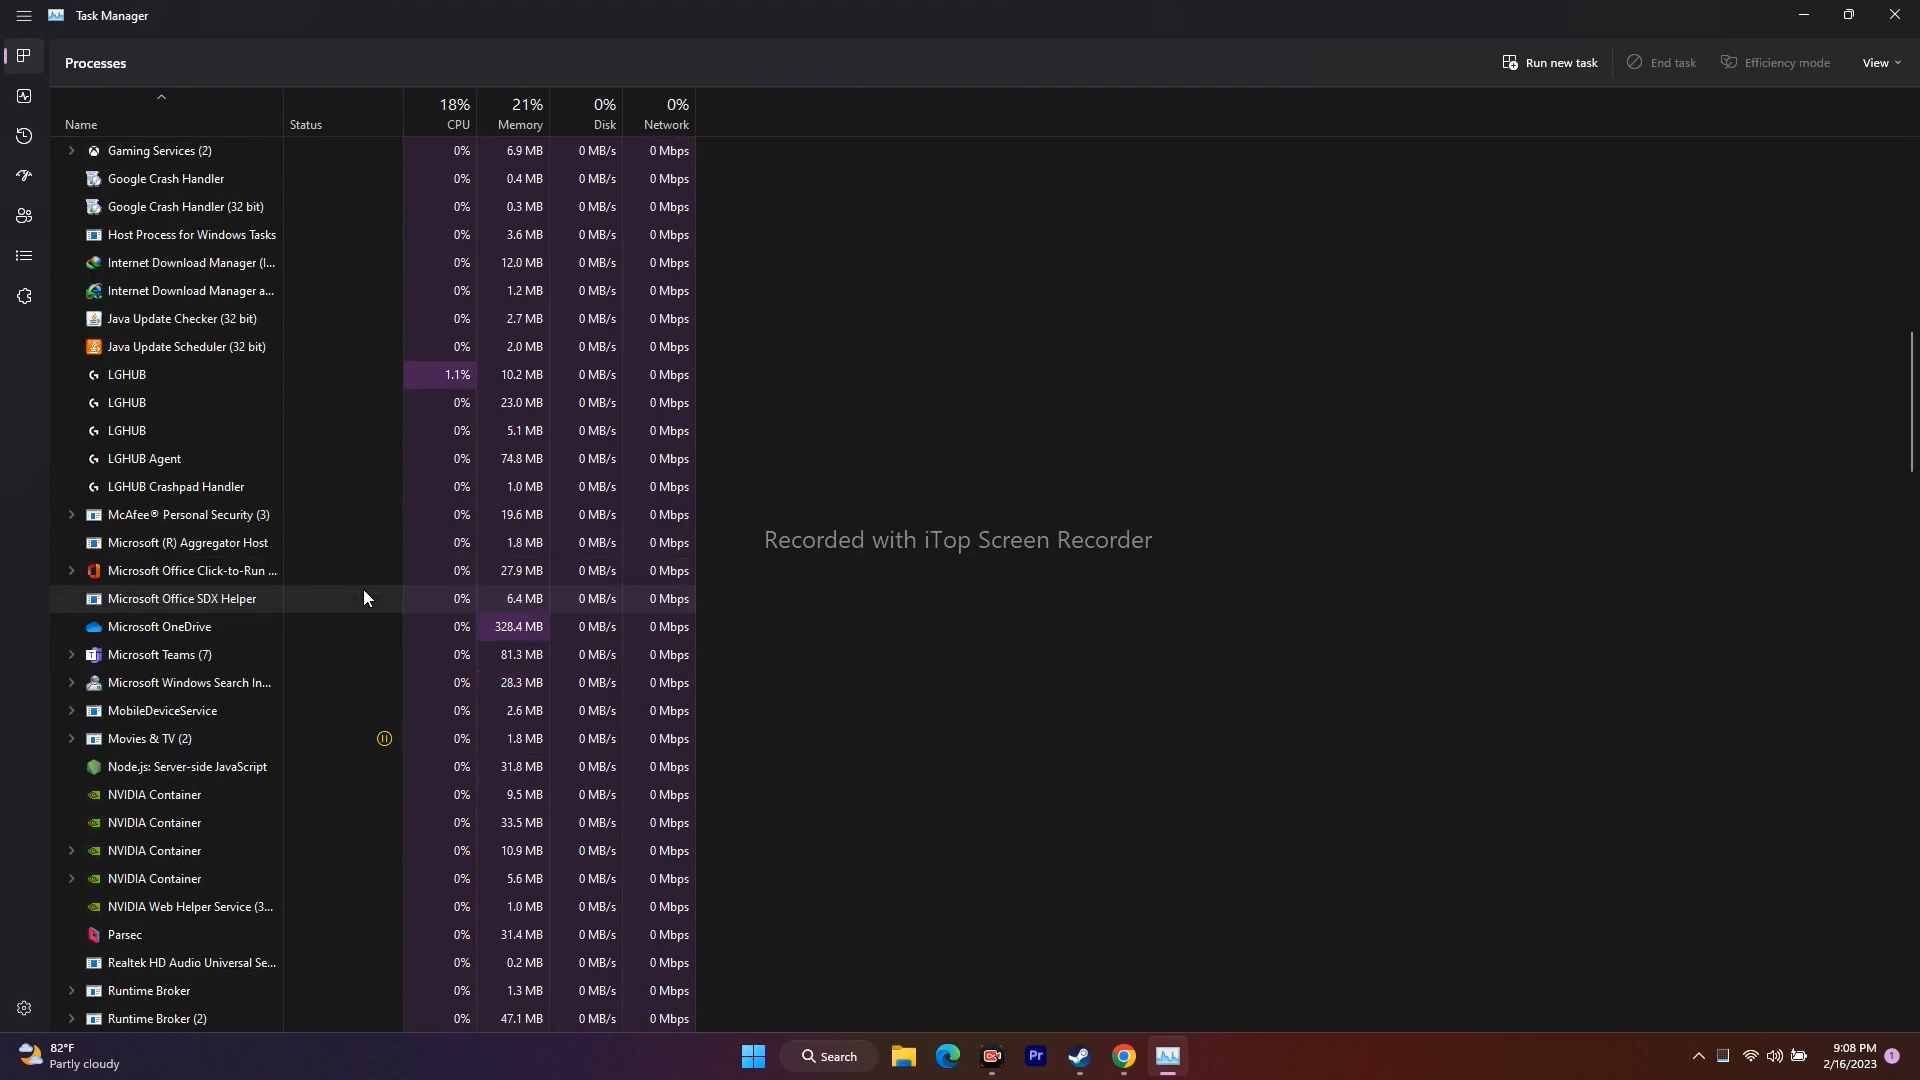 Task Manager
Processes
Run new task
End task
Efficiency mode
View
Name
Status
18%
CPU
21%
Memory
0%
Disk
0%
Network
Gaming Services (2) 0% 6.9 MB 0 MB/s 0 Mbps
Google Crash Handler 0% 0.4 MB 0 MB/s 0 Mbps
Google Crash Handler (32 bit) 0% 0.3 MB 0 MB/s 0 Mbps
Host Process for Windows Tasks 0% 3.6 MB 0 MB/s 0 Mbps
Internet Download Manager (I... 0% 12.0 MB 0 MB/s 0 Mbps
Internet Download Manager a... 0% 1.2 MB 0 MB/s 0 Mbps
Java Update Checker (32 bit) 0% 2.7 MB 0 MB/s 0 Mbps
Java Update Scheduler (32 bit) 0% 2.0 MB 0 MB/s 0 Mbps
LGHUB 1.1% 10.2 MB 0 MB/s 0 Mbps
LGHUB 0% 23.0 MB 0 MB/s 0 Mbps
LGHUB 0% 5.1 MB 0 MB/s 0 Mbps
LGHUB Agent 0% 74.8 MB 0 MB/s 0 Mbps
LGHUB Crashpad Handler 0% 1.0 MB 0 MB/s 0 Mbps
McAfee® Personal Security (3) 0% 19.6 MB 0 MB/s 0 Mbps
Microsoft (R) Aggregator Host 0% 1.8 MB 0 MB/s 0 Mbps
Microsoft Office Click-to-Run ... 0% 27.9 MB 0 MB/s 0 Mbps
Microsoft Office SDX Helper 0% 6.4 MB 0 MB/s 0 Mbps
Microsoft OneDrive 0% 328.4 MB 0 MB/s 0 Mbps
Microsoft Teams (7) 0% 81.3 MB 0 MB/s 0 Mbps
Microsoft Windows Search In... 0% 28.3 MB 0 MB/s 0 Mbps
MobileDeviceService 0% 2.6 MB 0 MB/s 0 Mbps
Movies & TV (2) 0% 1.8 MB 0 MB/s 0 Mbps
Node.js: Server-side JavaScript 0% 31.8 MB 0 MB/s 0 Mbps
NVIDIA Container 0% 9.5 MB 0 MB/s 0 Mbps
NVIDIA Container 0% 33.5 MB 0 MB/s 0 Mbps
NVIDIA Container 0% 10.9 MB 0 MB/s 0 Mbps
NVIDIA Container 0% 5.6 MB 0 MB/s 0 Mbps
NVIDIA Web Helper Service (3... 0% 1.0 MB 0 MB/s 0 Mbps
Parsec 0% 31.4 MB 0 MB/s 0 Mbps
Realtek HD Audio Universal Se... 0% 0.2 MB 0 MB/s 0 Mbps
Runtime Broker 0% 1.3 MB 0 MB/s 0 Mbps
Runtime Broker (2) 0% 47.1 MB 0 MB/s 0 Mbps
Recorded with iTop Screen Recorder
82°F
Partly cloudy
Search
Pr
9:08 PM
2/16/2023
1